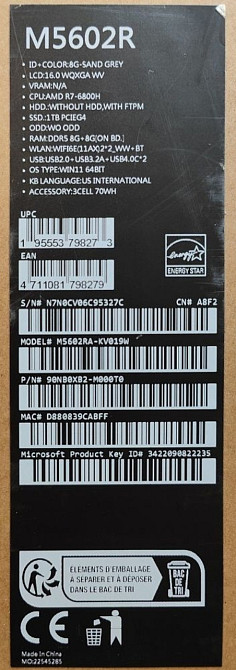 M5602R
• ID+COLOR:8G-SAND GREY
• LCD:16.0 WQXGA WV
• VRAM:N/A
• CPU:AMD R7-6800H
• HDD.:WITHOUT HDD,WITH FTPM
• SSD.:1TB PCIEG4
• ODD:WO ODD
• RAM:DDR5 8G+8G[ON BD.]
• WLAN:WIFI6E(11AX)2*2_WW+BT
• USB:USB2.0+USB3.2A+USB4.0C*2
• OS TYPE:WIN11 64BIT
• KB LANGUAGE:US INTERNATIONAL
• ACCESSORY:3CELL 70WH
UPC
1 95553 79827 3
EAN
4 711081 798279
energy
ENERGY STAR
S/N# N7N0CV06C95327C CN# ABF2
MODEL# M5602RA-KV019W
P/N# 90NB0XB2-M000T0
MAC# D880839CABFF
Microsoft Product Key ID# 3422090822235
ÉLÉMENTS D'EMBALLAGE
À SÉPARER ET À DÉPOSER
DANS LE BAC DE TRI
BAC
DE
TRI
CE
Made In China
MO:22545285